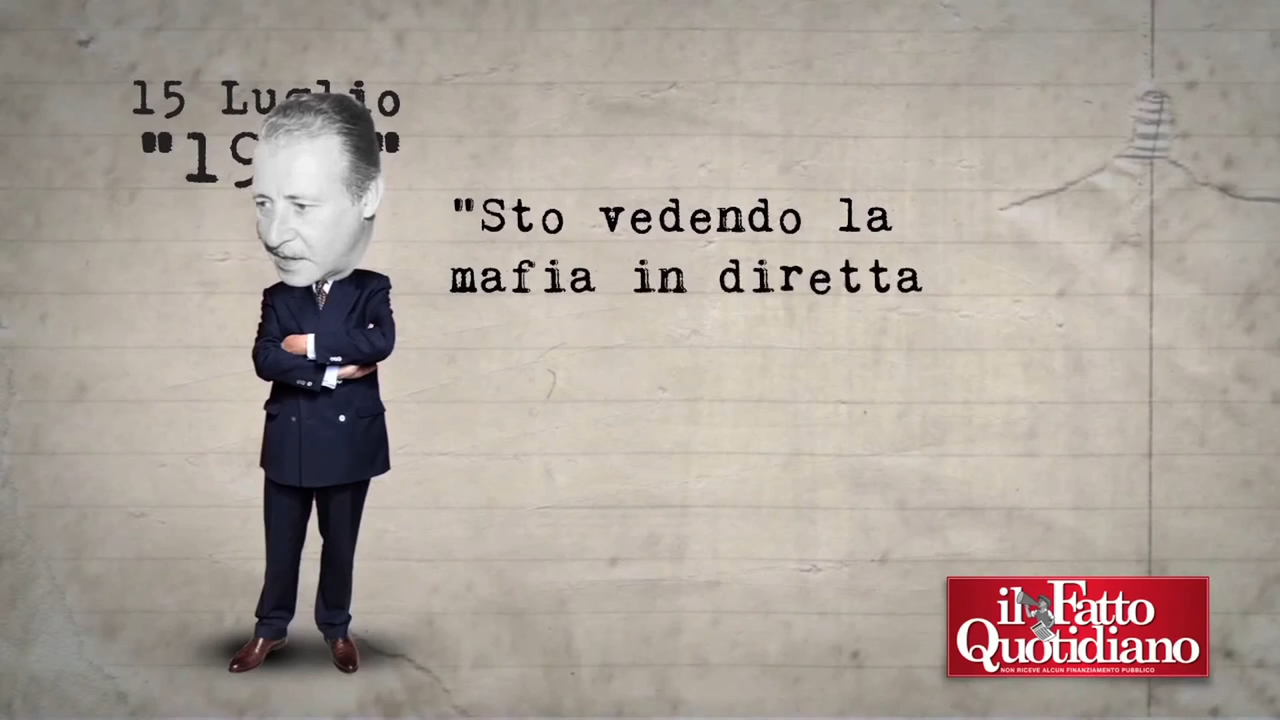 15 Luglio
"Sto vedendo la
mafia in diretta
il Fatto
Quotidiano
NON RICEVE ALCUN FINANZIAMENTO PUBBLICO